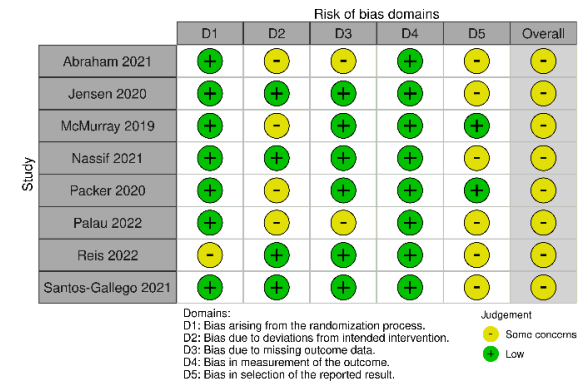 Risk of bias domains
D1 D2 D3 D4 D5 Overall
Study
Abraham 2021 + - - + - -
Jensen 2020 + + + + - -
McMurray 2019 + - + + + -
Nassif 2021 + + + + - -
Packer 2020 + - + + + -
Palau 2022 + - - + - -
Reis 2022 - + + + - -
Santos-Gallego 2021 + + + + - -
Domains:
D1: Bias arising from the randomization process.
D2: Bias due to deviations from intended intervention.
D3: Bias due to missing outcome data.
D4: Bias in measurement of the outcome.
D5: Bias in selection of the reported result.
Judgement
- Some concerns
+ Low